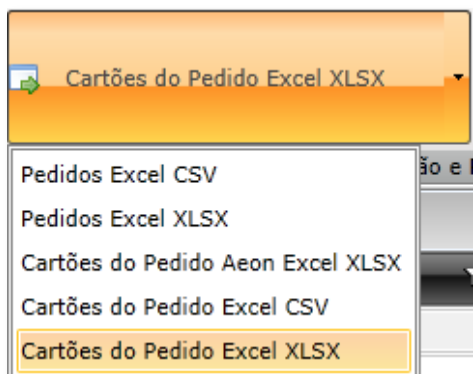 Cartões do Pedido Excel XLSX
ão e
Pedidos Excel CSV
Pedidos Excel XLSX
Cartões do Pedido Aeon Excel XLSX
Cartões do Pedido Excel CSV
Cartões do Pedido Excel XLSX